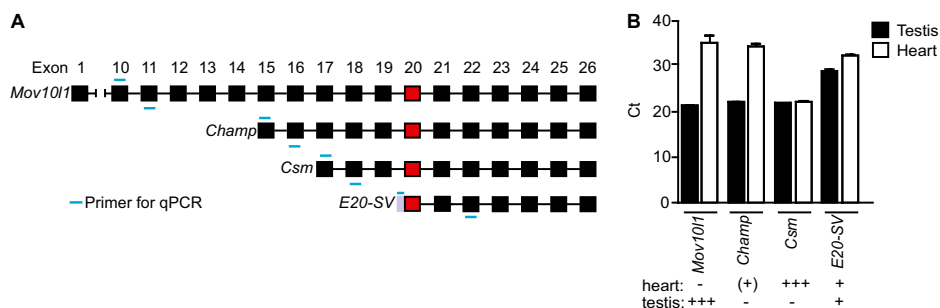 A
Exon 1 10 11 12 13 14 15 16 17 18 19 20 21 22 23 24 25 26
Mov10l1
Champ
Csm
Primer for qPCR
E20-SV
B
Testis
Heart
40
30
20
10
0
Ct
Mov10l1
Champ
Csm
E20-SV
heart: - (+) +++ +
testis: +++ - - +